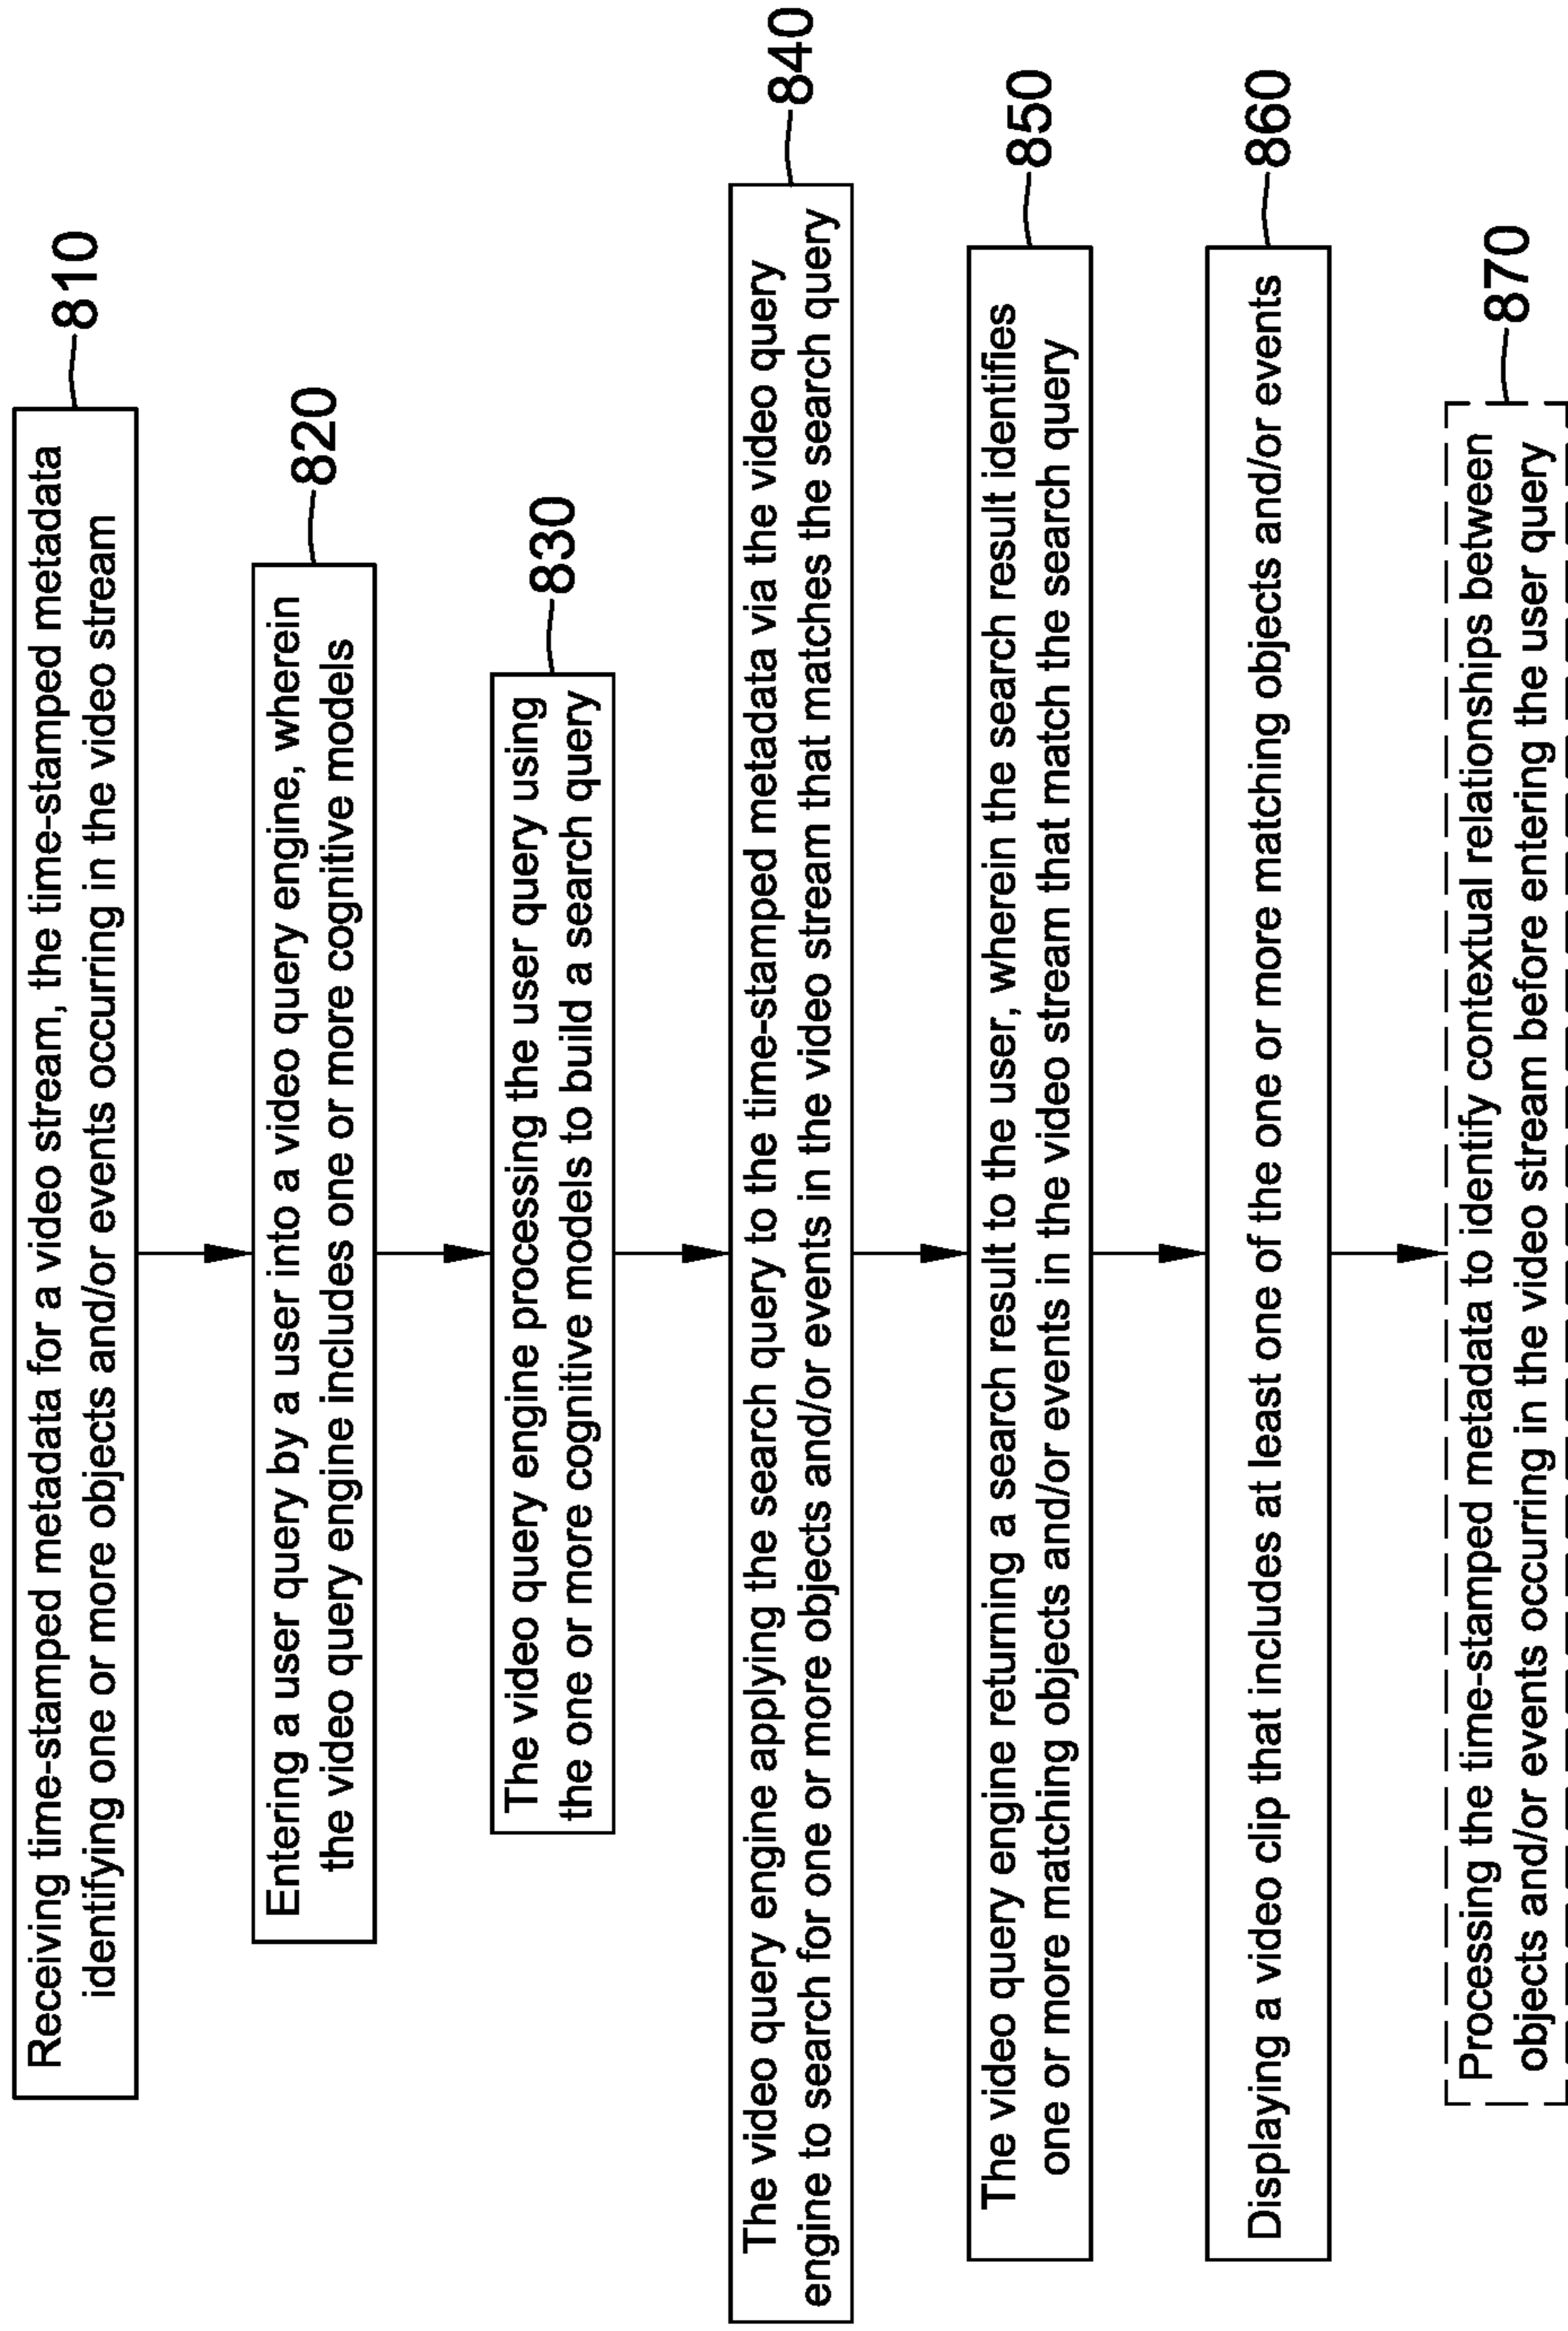 810
Receiving time-stamped metadata for a video stream, the time-stamped metadata
identifying one or more objects and/or events occurring in the video stream
820
Entering a user query by a user into a video query engine, wherein
the video query engine includes one or more cognitive models
830
The video query engine processing the user query using
the one or more cognitive models to build a search query
840
The video query engine applying the search query to the time-stamped metadata via the video query
engine to search for one or more objects and/or events in the video stream that matches the search query
850
The video query engine returning a search result to the user, wherein the search result identifies
one or more matching objects and/or events in the video stream that match the search query
860
Displaying a video clip that includes at least one of the one or more matching objects and/or events
870
Processing the time-stamped metadata to identify contextual relationships between
objects and/or events occurring in the video stream before entering the user query